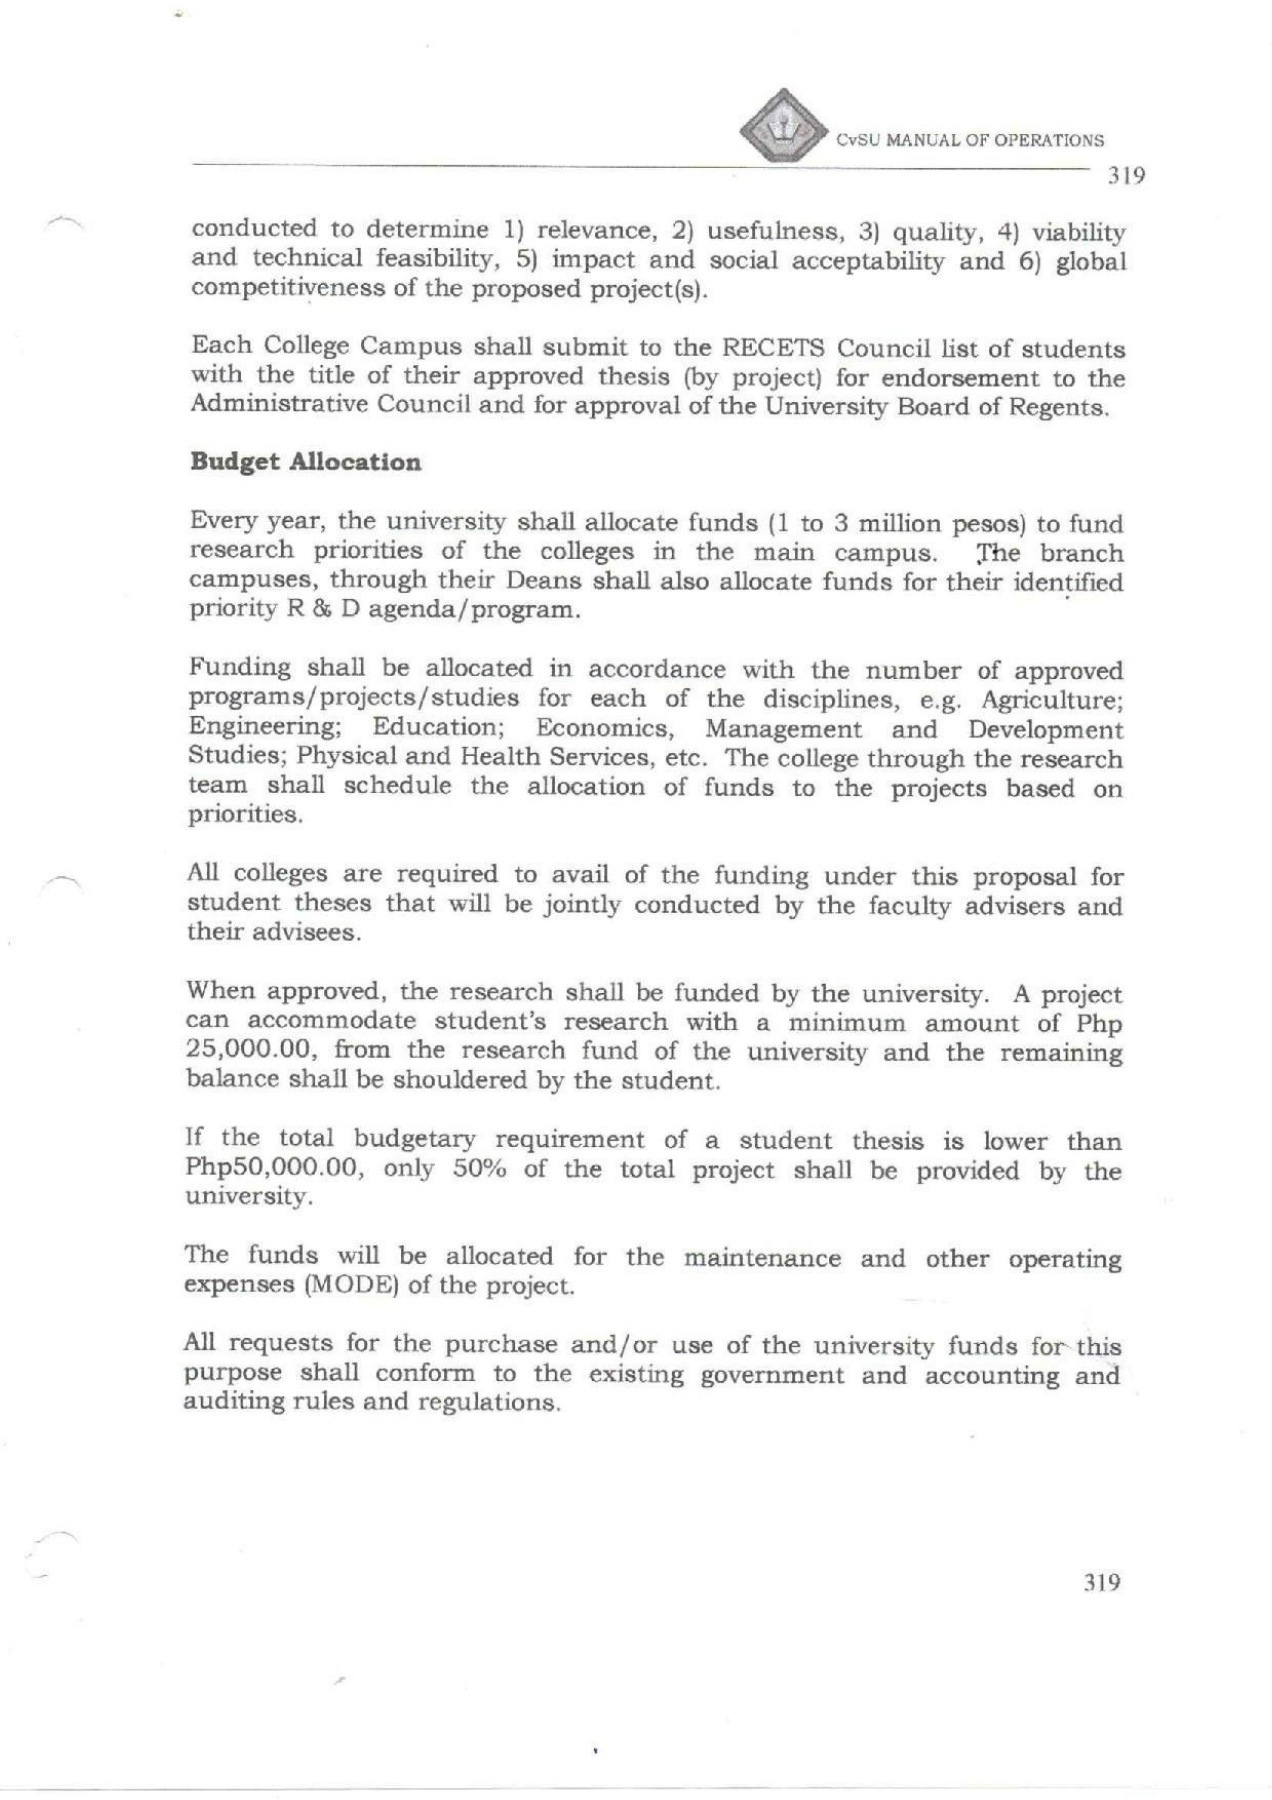 CvSU MANUAL OF OPERATIONS
319
conducted to determine 1) relevance, 2) usefulness, 3) quality, 4) viability
and technical feasibility, 5) impact and social acceptability and 6) global
competitiveness of the proposed project(s).
Each College Campus shall submit to the RECETS Council list of students
with the title of their approved thesis (by project) for endorsement to the
Administrative Council and for approval of the University Board of Regents.
Budget Allocation
Every year, the university shall allocate funds (1 to 3 million pesos) to fund
research priorities of the colleges in the main campus. The branch
campuses, through their Deans shall also allocate funds for their identified
priority R & D agenda/program.
Funding shall be allocated in accordance with the number of approved
programs/projects/studies for each of the disciplines, e.g. Agriculture;
Engineering; Education; Economics, Management and Development
Studies; Physical and Health Services, etc. The college through the research
team shall schedule the allocation of funds to the projects based on
priorities.
All colleges are required to avail of the funding under this proposal for
student theses that will be jointly conducted by the faculty advisers and
their advisees.
When approved, the research shall be funded by the university. A project
can accommodate student's research with a minimum amount of Php
25,000.00, from the research fund of the university and the remaining
balance shall be shouldered by the student.
If the total budgetary requirement of a student thesis is lower than
Php50,000.00, only 50% of the total project shall be provided by the
university.
The funds will be allocated for the maintenance and other operating
expenses (MODE) of the project.
All requests for the purchase and/or use of the university funds for this
purpose shall conform to the existing government and accounting and
auditing rules and regulations.
319